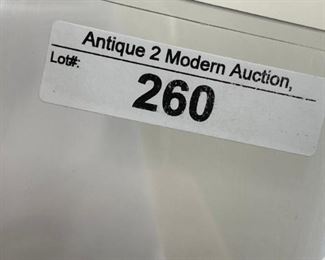 Antique 2 Modern Auction,
Lot#:
260